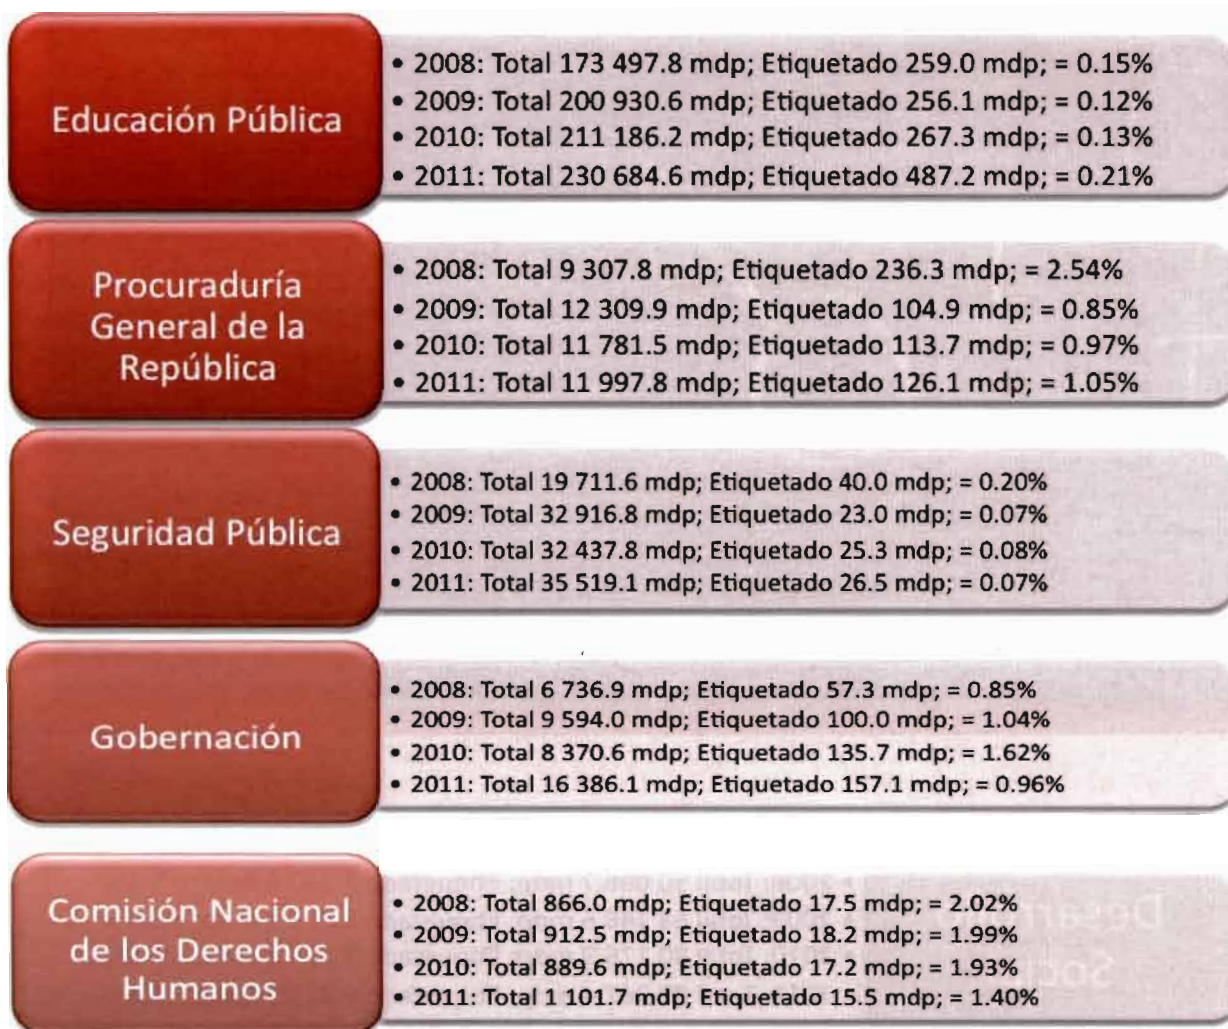 Educación Pública
• 2008: Total 173 497.8 mdp; Etiquetado 259.0 mdp; = 0.15%
• 2009: Total 200 930.6 mdp; Etiquetado 256.1 mdp; = 0.12%
• 2010: Total 211 186.2 mdp; Etiquetado 267.3 mdp; = 0.13%
• 2011: Total 230 684.6 mdp; Etiquetado 487.2 mdp; = 0.21%
Procuraduría
General de la
República
• 2008: Total 9 307.8 mdp; Etiquetado 236.3 mdp; = 2.54%
• 2009: Total 12 309.9 mdp; Etiquetado 104.9 mdp; = 0.85%
• 2010: Total 11 781.5 mdp; Etiquetado 113.7 mdp; = 0.97%
• 2011: Total 11 997.8 mdp; Etiquetado 126.1 mdp; = 1.05%
Seguridad Pública
• 2008: Total 19 711.6 mdp; Etiquetado 40.0 mdp; = 0.20%
• 2009: Total 32 916.8 mdp; Etiquetado 23.0 mdp; = 0.07%
• 2010: Total 32 437.8 mdp; Etiquetado 25.3 mdp; = 0.08%
• 2011: Total 35 519.1 mdp; Etiquetado 26.5 mdp; = 0.07%
Gobernación
• 2008: Total 6 736.9 mdp; Etiquetado 57.3 mdp; = 0.85%
• 2009: Total 9 594.0 mdp; Etiquetado 100.0 mdp; = 1.04%
• 2010: Total 8 370.6 mdp; Etiquetado 135.7 mdp; = 1.62%
• 2011: Total 16 386.1 mdp; Etiquetado 157.1 mdp; = 0.96%
Comisión Nacional
de los Derechos
Humanos
• 2008: Total 866.0 mdp; Etiquetado 17.5 mdp; = 2.02%
• 2009: Total 912.5 mdp; Etiquetado 18.2 mdp; = 1.99%
• 2010: Total 889.6 mdp; Etiquetado 17.2 mdp; = 1.93%
• 2011: Total 1 101.7 mdp; Etiquetado 15.5 mdp; = 1.40%